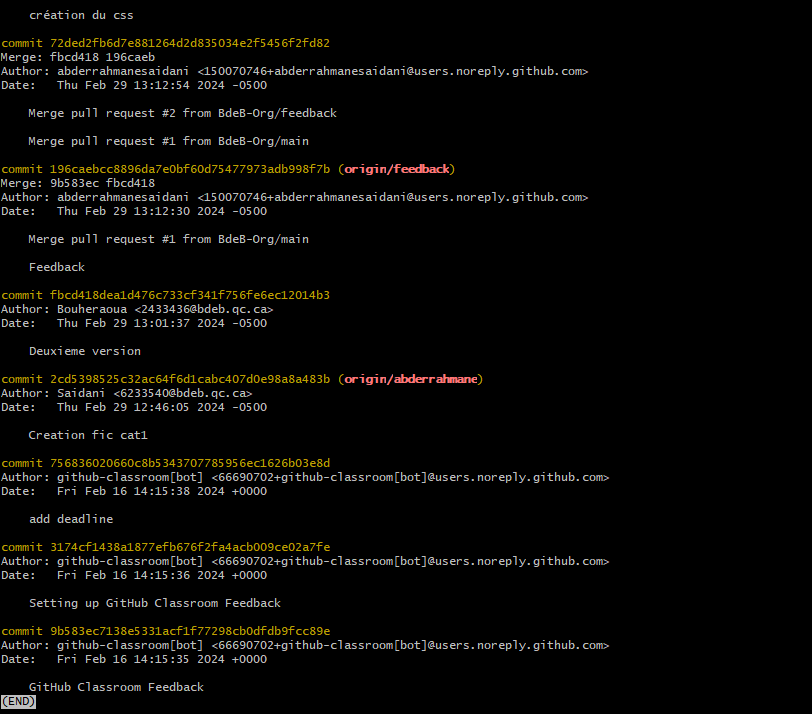 création du css
commit 72ded2fb6d7e881264d2d835034e2f5456f2fd82
Merge: fbcd418 196caeb
Author: abderrahmanesaidani <150070746+abderrahmanesaidani@users.noreply.github.com>
Date:   Thu Feb 29 13:12:54 2024 -0500
Merge pull request #2 from BdeB-Org/feedback
Merge pull request #1 from BdeB-Org/main
commit 196caebcc8896da7e0bf60d75477973adb998f7b (origin/feedback)
Merge: 9b583ec fbcd418
Author: abderrahmanesaidani <150070746+abderrahmanesaidani@users.noreply.github.com>
Date:   Thu Feb 29 13:12:30 2024 -0500
Merge pull request #1 from BdeB-Org/main
Feedback
commit fbcd418dea1d476c733cf341f756fe6ec12014b3
Author: Bouheraoua <2433436@bdeb.qc.ca>
Date:   Thu Feb 29 13:01:37 2024 -0500
Deuxieme version
commit 2cd5398525c32ac64f6d1cabc407d0e98a8a483b (origin/abderrahmane)
Author: Saidani <6233540@bdeb.qc.ca>
Date:   Thu Feb 29 12:46:05 2024 -0500
Creation fic cat1
commit 756836020660c8b5343707785956ec1626b03e8d
Author: github-classroom[bot] <66690702+github-classroom[bot]@users.noreply.github.com>
Date:   Fri Feb 16 14:15:38 2024 +0000
add deadline
commit 3174cf1438a1877efb676f2fa4acb009ce02a7fe
Author: github-classroom[bot] <66690702+github-classroom[bot]@users.noreply.github.com>
Date:   Fri Feb 16 14:15:36 2024 +0000
Setting up GitHub Classroom Feedback
commit 9b583ec7138e5331acf1f77298cb0dfdb9fcc89e
Author: github-classroom[bot] <66690702+github-classroom[bot]@users.noreply.github.com>
Date:   Fri Feb 16 14:15:35 2024 +0000
GitHub Classroom Feedback
(END)